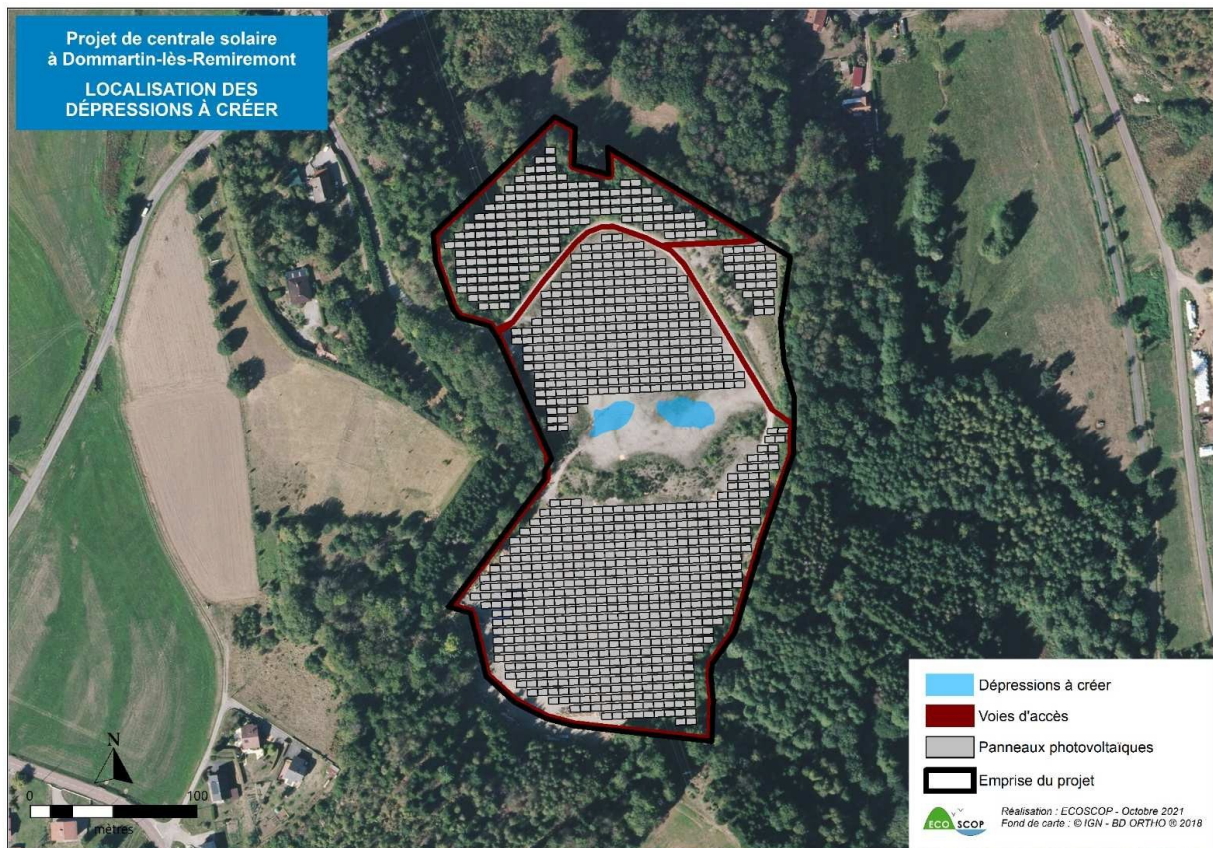 Projet de centrale solaire
à Dommartin-lès-Remiremont
LOCALISATION DES
DÉPRESSIONS À CRÉER
Dépressions à créer
Voies d'accès
Panneaux photovoltaïques
Emprise du projet
ECO SCOP
Réalisation : ECOSCOP - Octobre 2021
Fond de carte : © IGN - BD ORTHO ® 2018
N
0 100
mètres